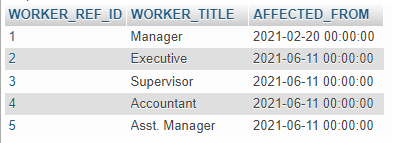 WORKER_REF_ID WORKER_TITLE AFFECTED_FROM
1 Manager 2021-02-20 00:00:00
2 Executive 2021-06-11 00:00:00
3 Supervisor 2021-06-11 00:00:00
4 Accountant 2021-06-11 00:00:00
5 Asst. Manager 2021-06-11 00:00:00